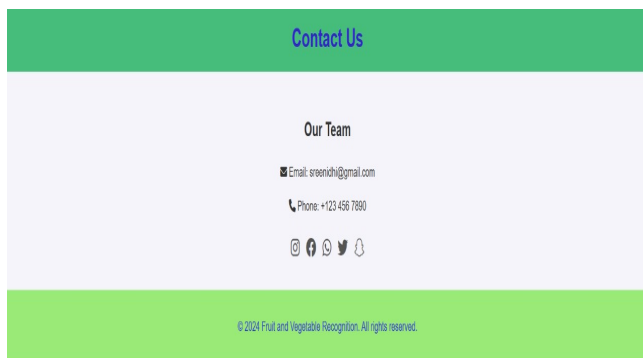 Contact Us
Our Team
Email: sreenidhi@gmail.com
Phone: +123 456 7890
© 2024 Fruit and Vegetable Recognition. All rights reserved.